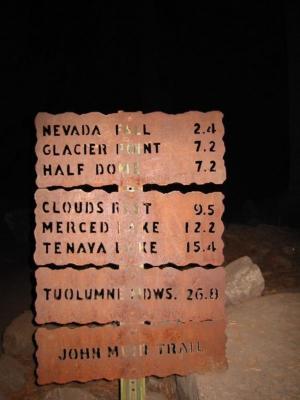 NEVADA FALL 2.4
GLACIER POINT 7.2
HALF DOME 7.2
CLOUDS REST 9.5
MERCED LAKE 12.2
TENAYA LAKE 15.4
TUOLUMNE MDWS. 26.8
JOHN MUIR TRAIL